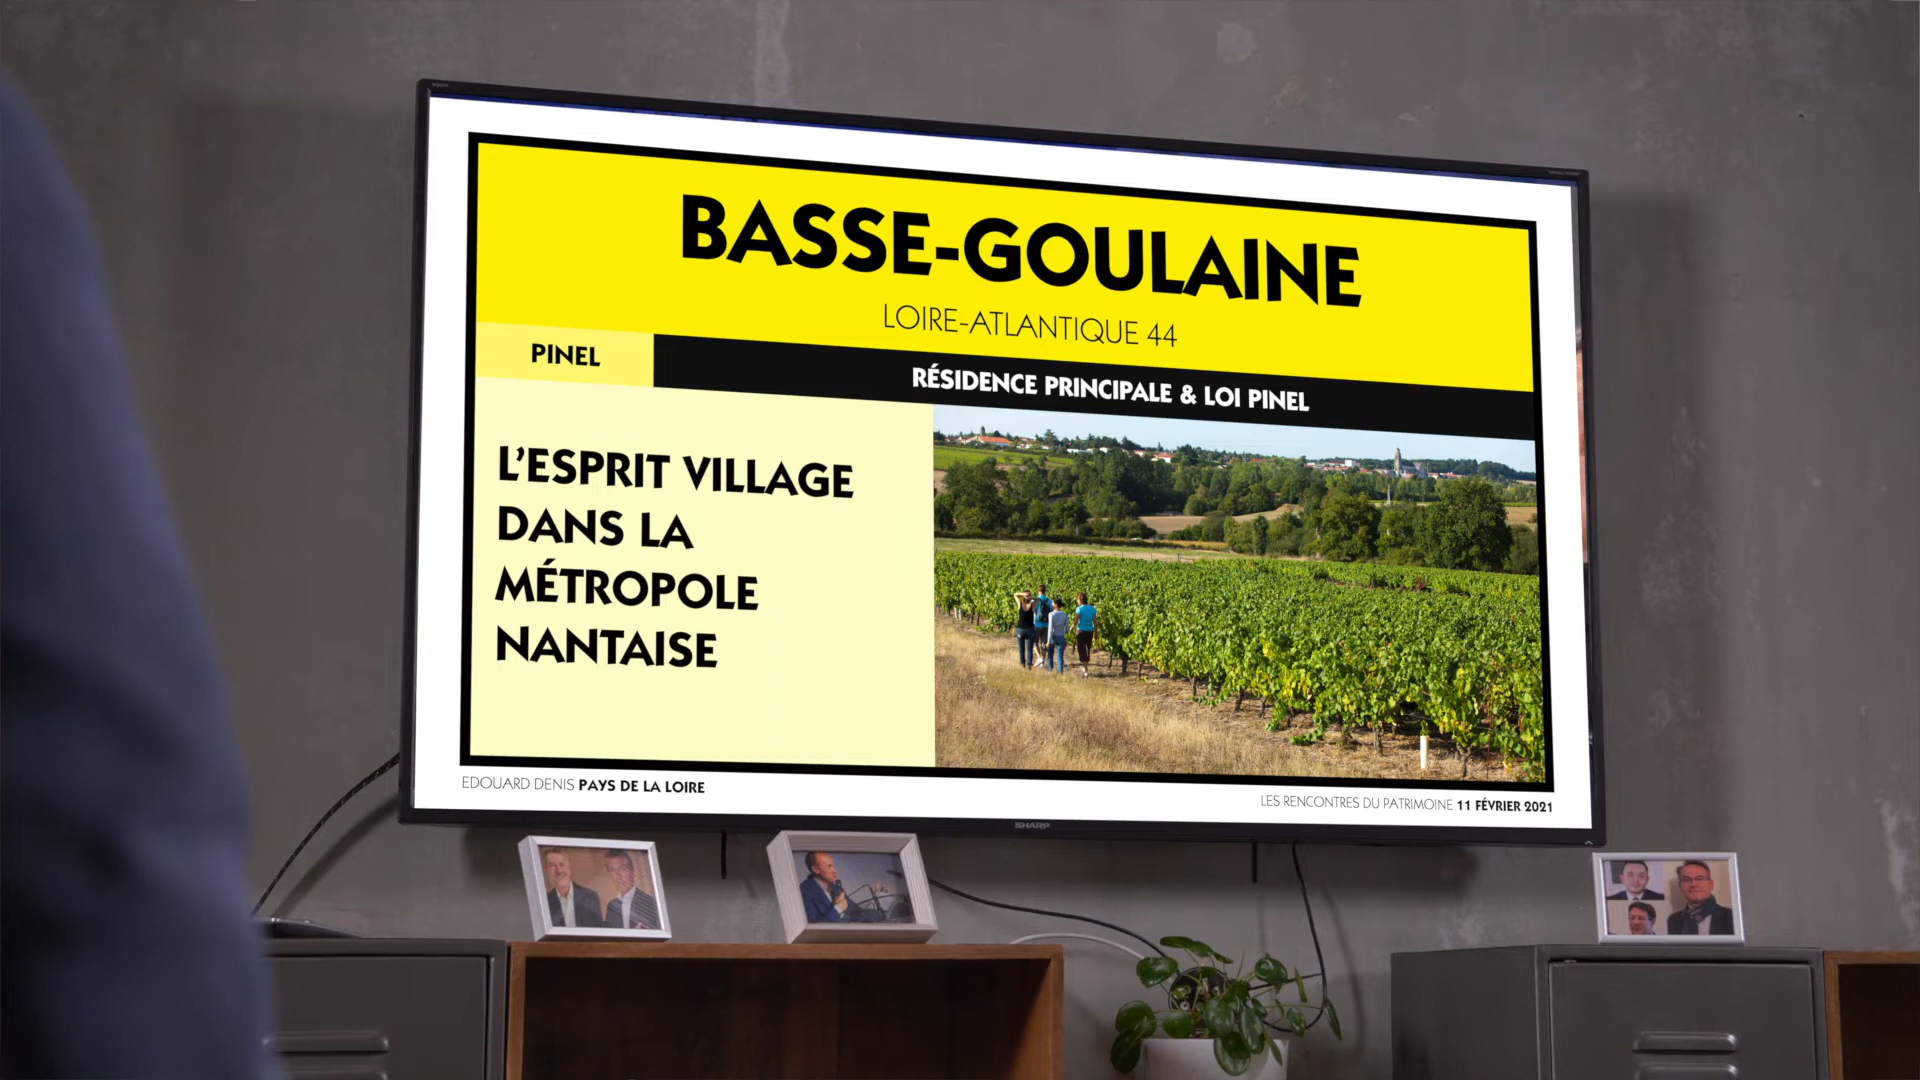 BASSE-GOULAINE
LOIRE-ATLANTIQUE 44
PINEL
RÉSIDENCE PRINCIPALE & LOI PINEL
L'ESPRIT VILLAGE
DANS LA
MÉTROPOLE
NANTAISE
EDOUARD DENIS PAYS DE LA LOIRE
LES RENCONTRES DU PATRIMOINE 11 FÉVRIER 2021
SHARP